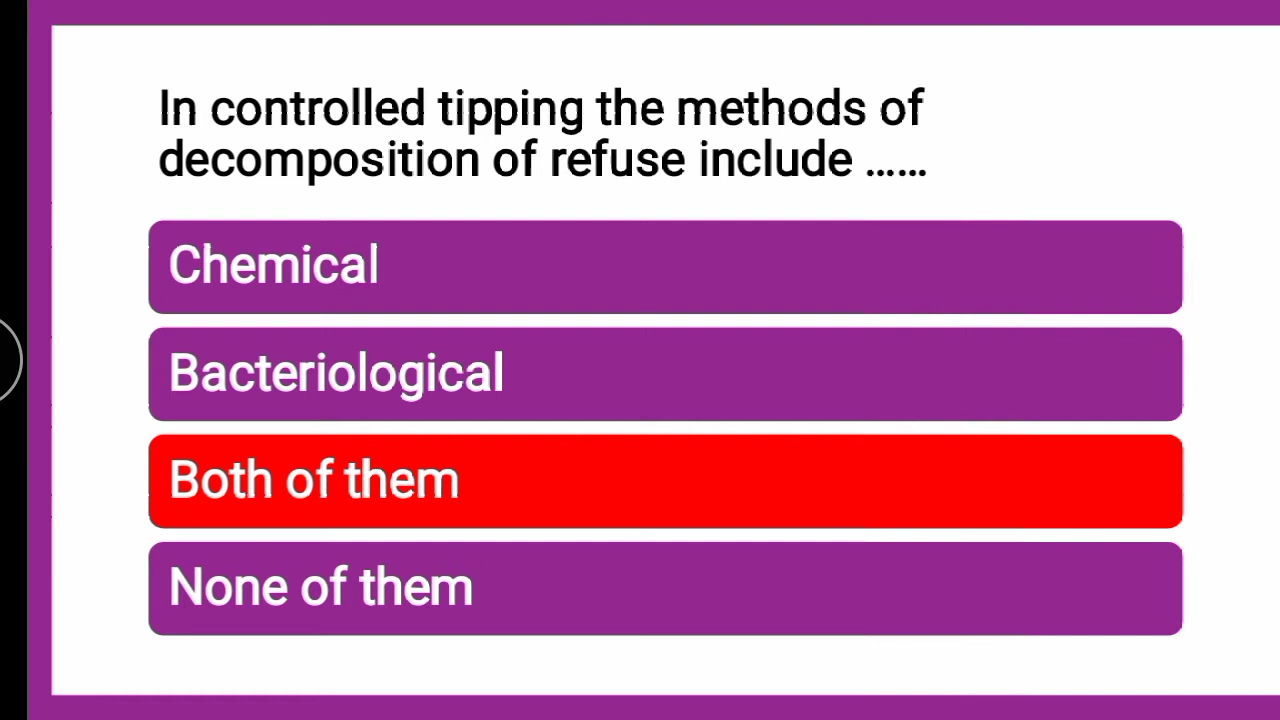 In controlled tipping the methods of
decomposition of refuse include ......
Chemical
Bacteriological
Both of them
None of them